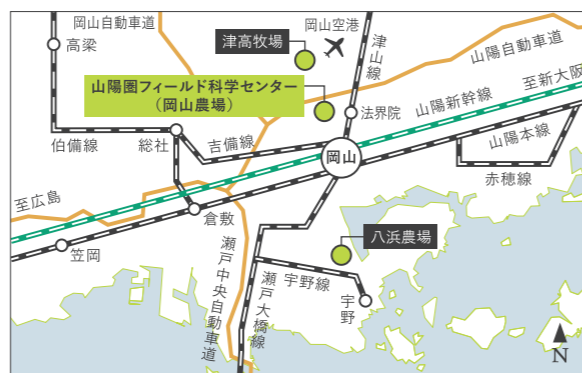 岡山自動車道
高梁
津高牧場
岡山空港
津山線
山陽自動車道
山陽圏フィールド科学センター
（岡山農場）
法界院
山陽新幹線
至新大阪
伯備線
総社
吉備線
岡山
山陽本線
赤穂線
至広島
倉敷
笠岡
瀬戸中央自動車道
瀬戸大橋線
八浜農場
宇野線
宇野
N